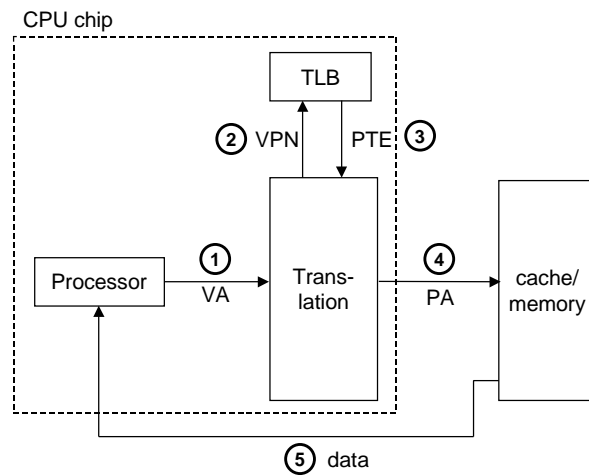 CPU chip
TLB
2 VPN
PTE 3
1
VA
Processor
Trans-
lation
4
PA
cache/
memory
5 data